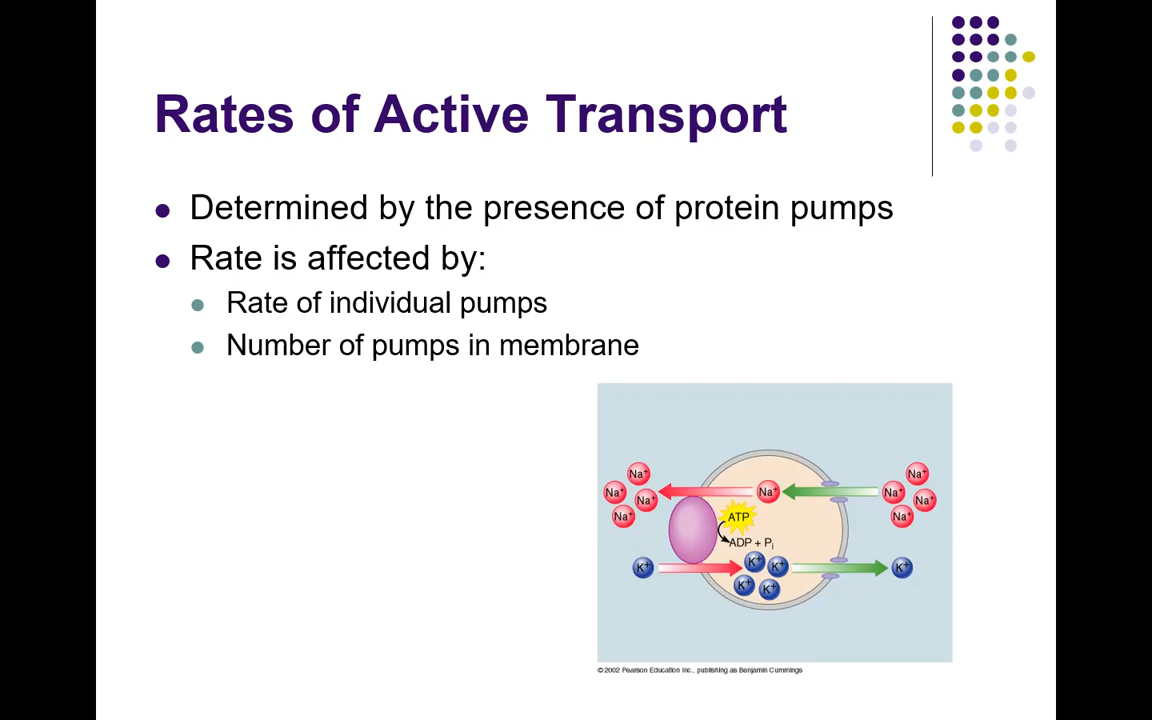 Rates of Active Transport
Determined by the presence of protein pumps
Rate is affected by:
Rate of individual pumps
Number of pumps in membrane
Na⁺
Na⁺
Na⁺
Na⁺
Na⁺
Na⁺
Na⁺
Na⁺
Na⁺
ATP
ADP + Pᵢ
K⁺
K⁺
K⁺
K⁺
K⁺
K⁺
© 2002 Pearson Education Inc., publishing as Benjamin Cummings